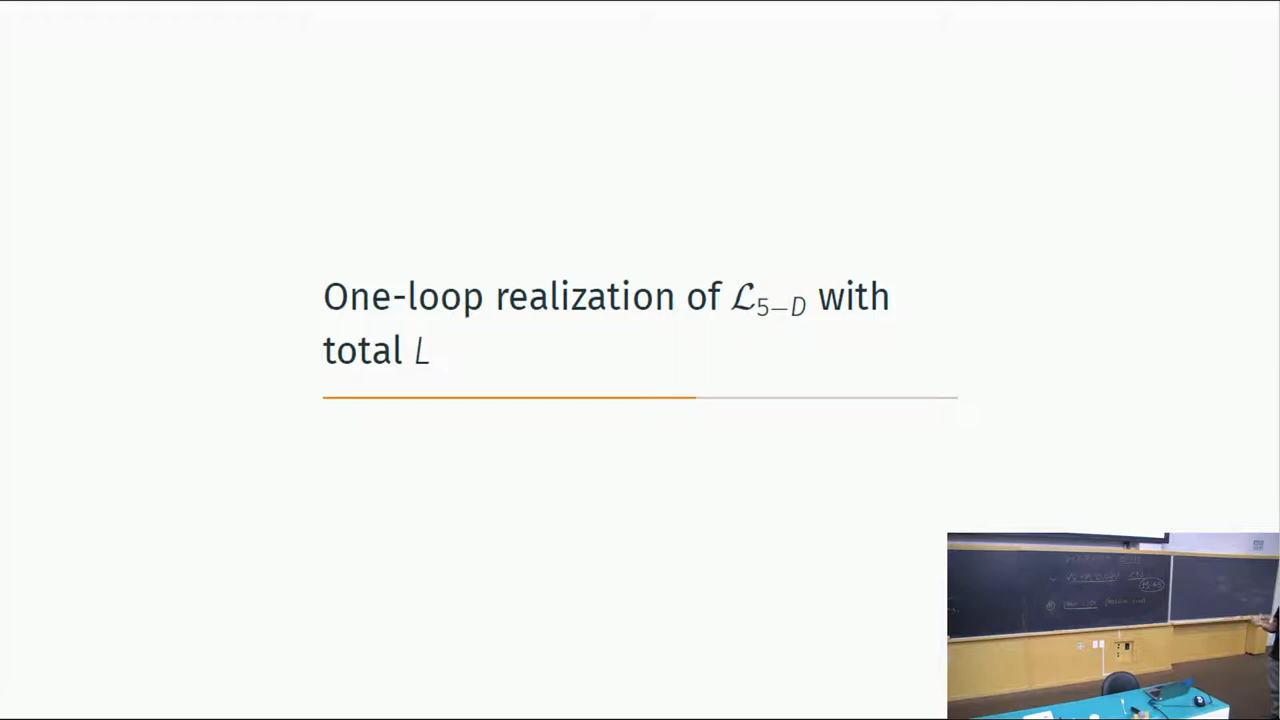 One-loop realization of $\mathcal{L}_{5-D}$ with
total $L$